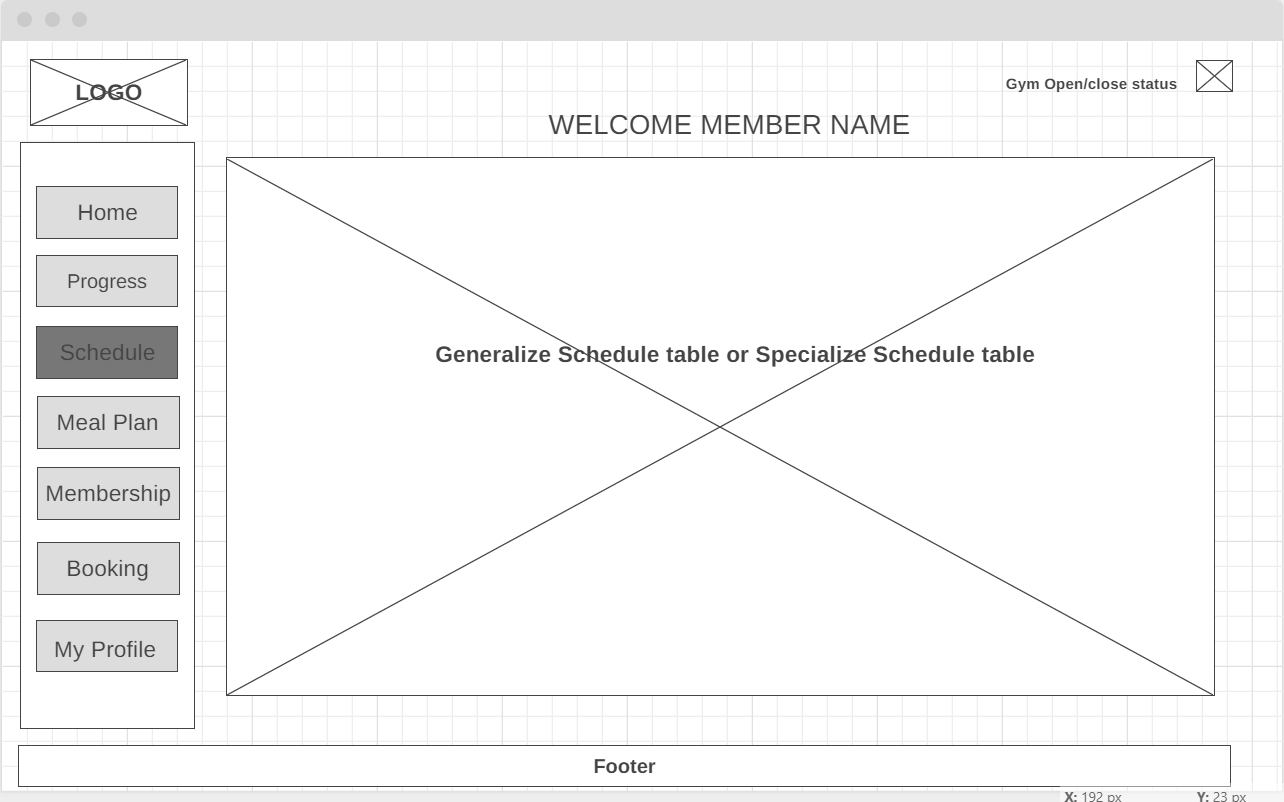 LOGO
Gym Open/close status
WELCOME MEMBER NAME
Home
Progress
Schedule
Meal Plan
Membership
Booking
My Profile
Generalize Schedule table or Specialize Schedule table
Footer
X: 192 px Y: 23 px